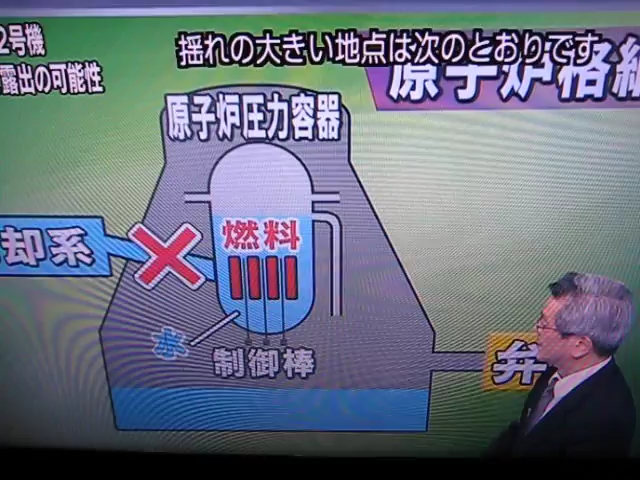 2号機
露出の可能性
揺れの大きい地点は次のとおりです
原子炉格納
原子炉圧力容器
却系
燃料
水
制御棒
弁